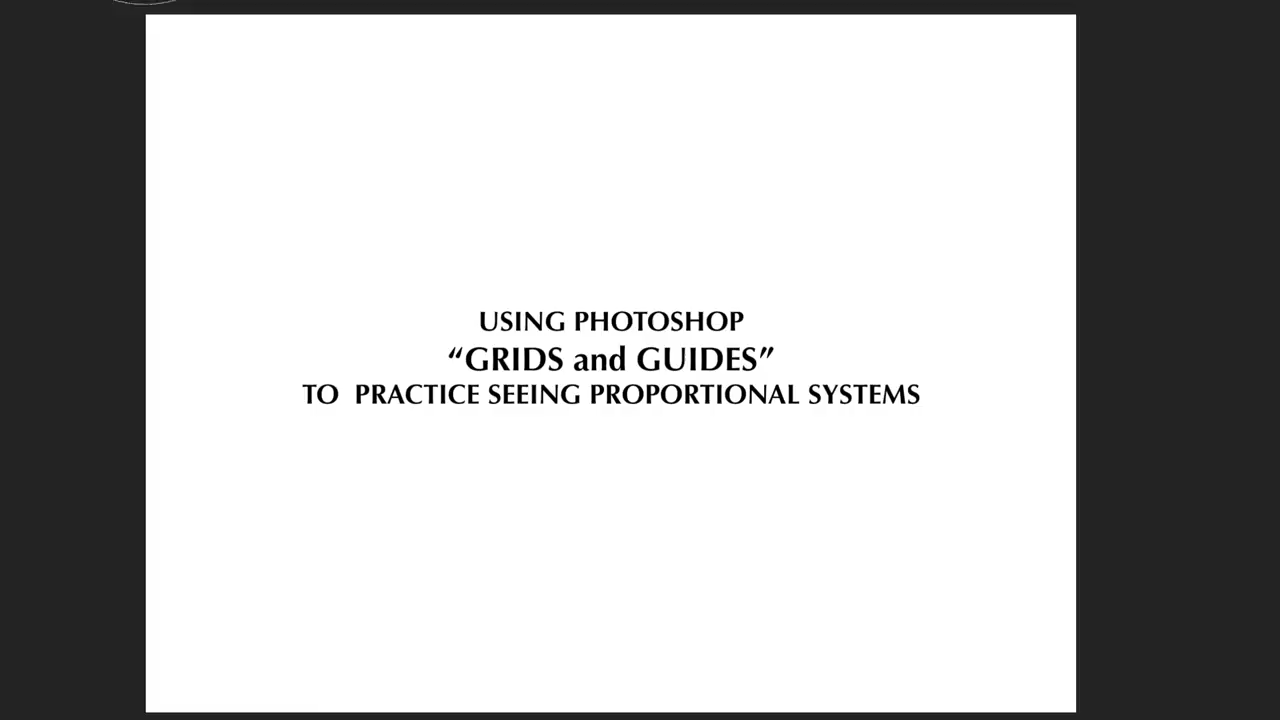 USING PHOTOSHOP
“GRIDS and GUIDES”
TO  PRACTICE SEEING PROPORTIONAL SYSTEMS